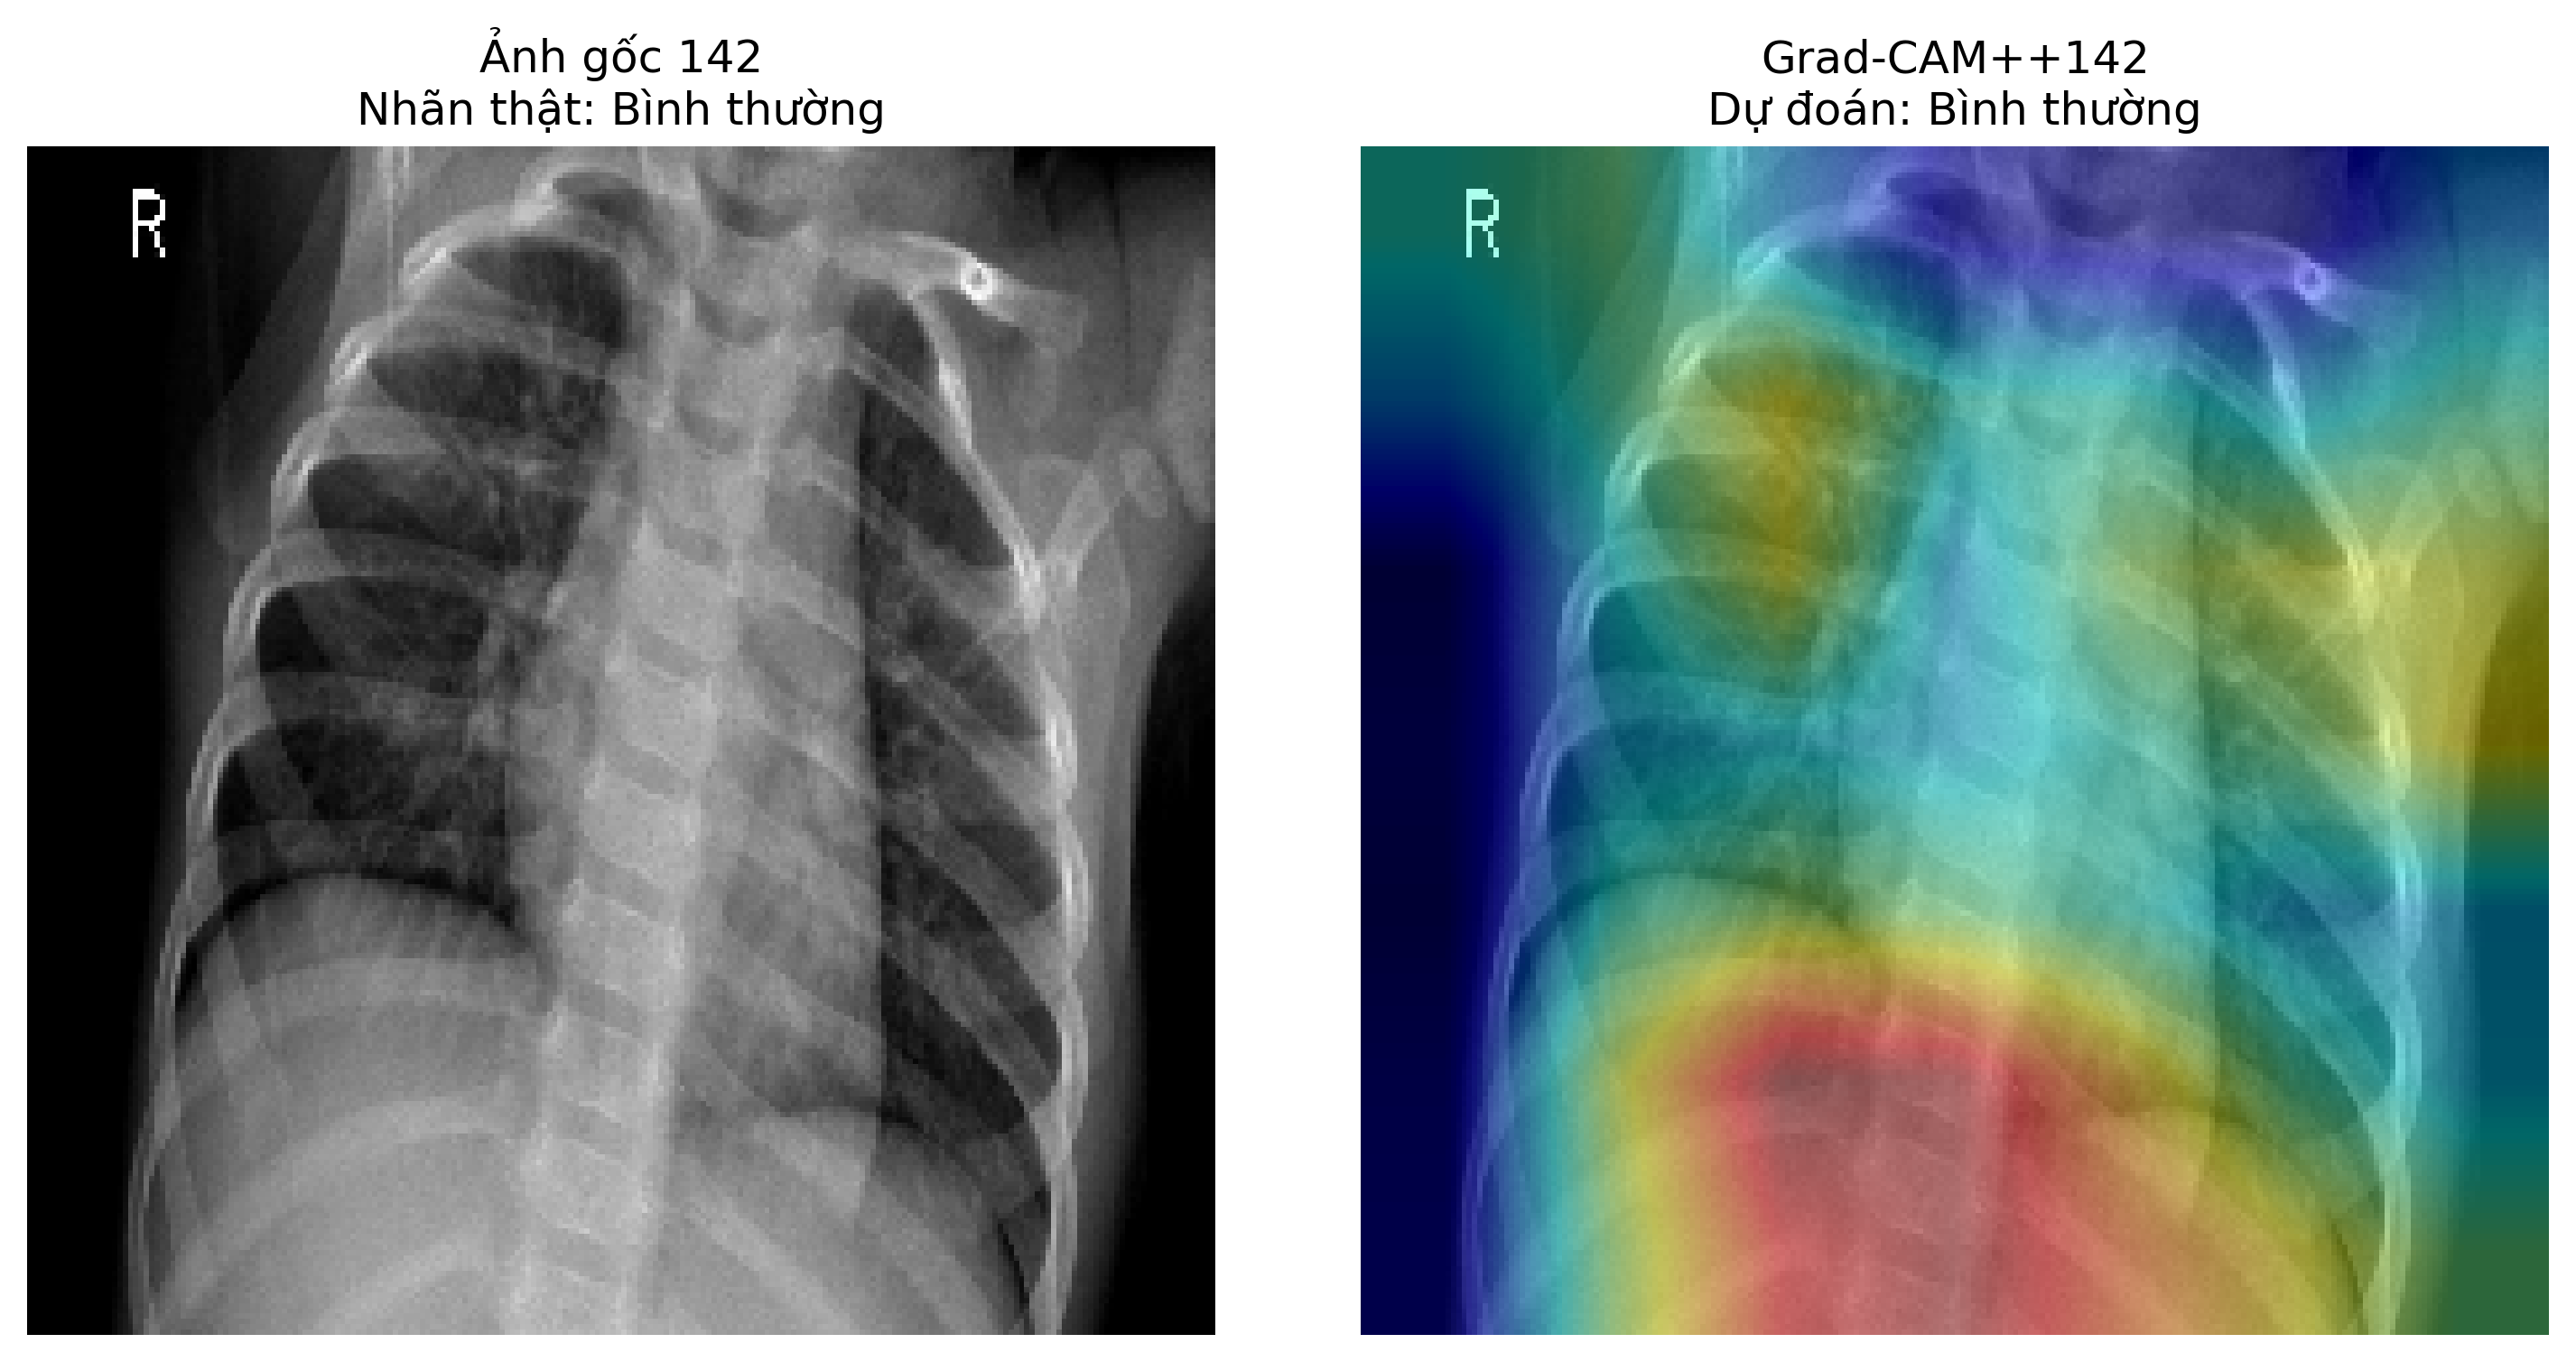 Ảnh gốc 142
Nhãn thật: Bình thường
Grad-CAM++142
Dự đoán: Bình thường
R
R